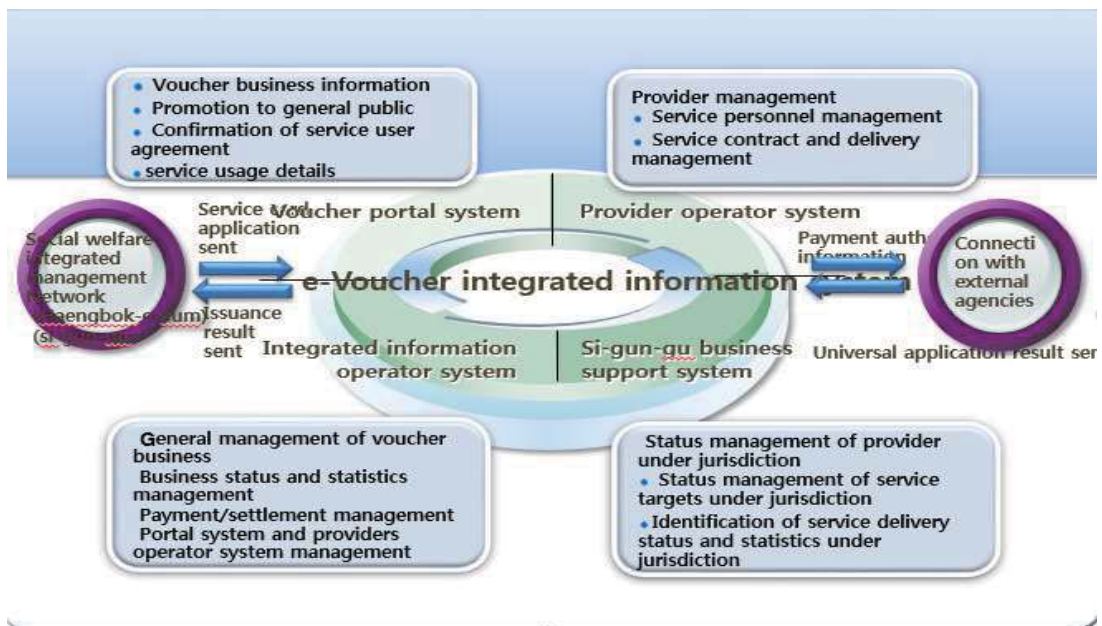 • Voucher business information
• Promotion to general public
• Confirmation of service user
agreement
• service usage details
Provider management
• Service personnel management
• Service contract and delivery
management
Voucher portal system
Provider operator system
Service
application
sent
Social welfare
integrated
management
Network
Issuance
result
sent
e-Voucher integrated information
Payment
information
Connecti
on with
external
agencies
Universal application result
Integrated information
operator system
Si-gun-gu business
support system
General management of voucher
business
Business status and statistics
management
Payment/settlement management
Portal system and providers
operator system management
Status management of provider
under jurisdiction
• Status management of service
targets under jurisdiction
• Identification of service delivery
status and statistics under
jurisdiction